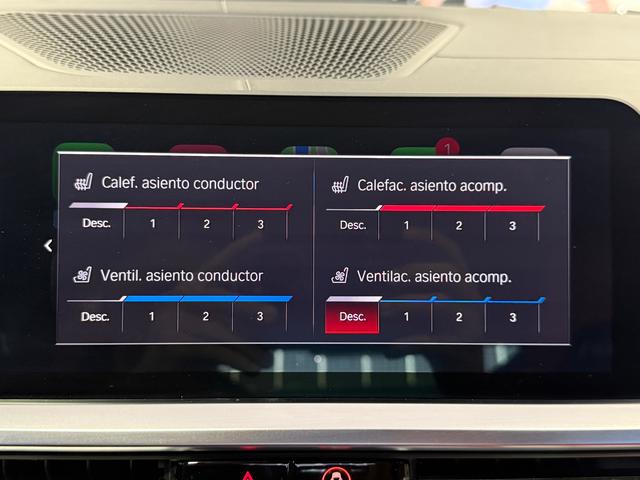 1
Calef. asiento conductor
Desc. 1 2 3
Calefac. asiento acomp.
Desc. 1 2 3
Ventil. asiento conductor
Desc. 1 2 3
Ventilac. asiento acomp.
Desc. 1 2 3